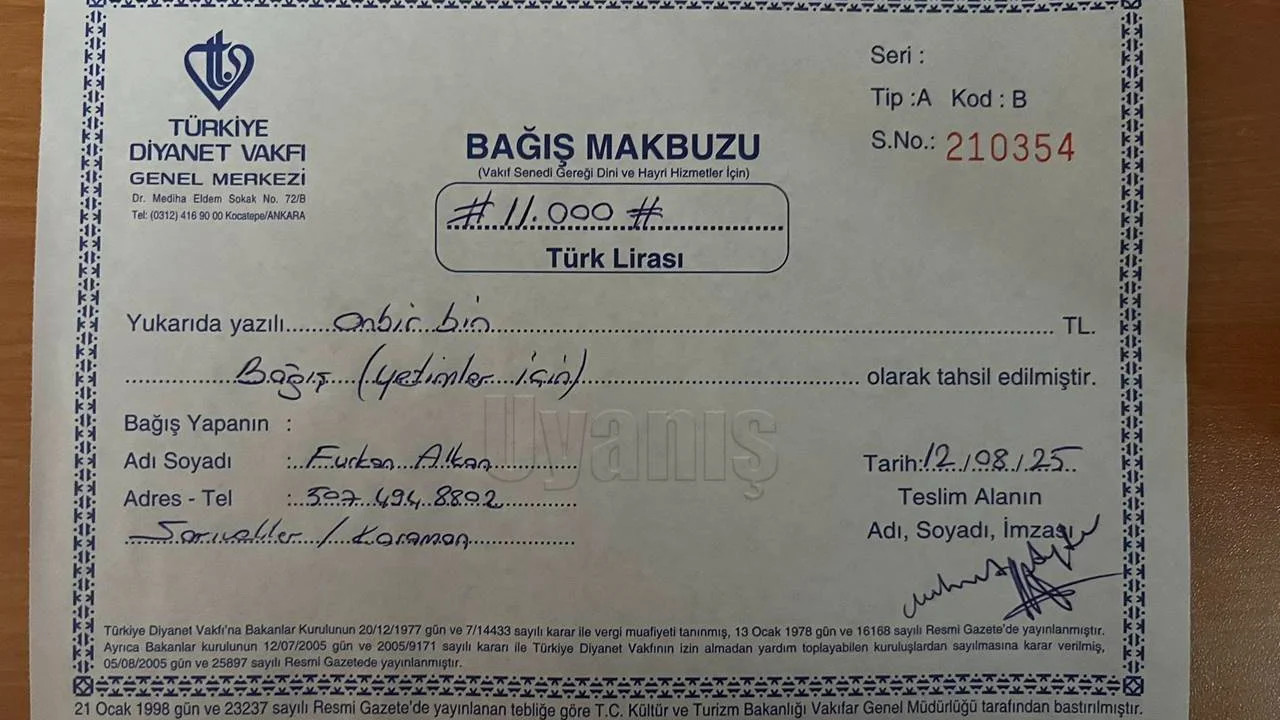 TÜRKİYE
DİYANET VAKFI
GENEL MERKEZİ
Dr. Mediha Eldem Sokak No. 72/B
Tel: (0312) 416 90 00 Kocatepe/ANKARA
Seri :
Tip :A Kod : B
S.No.: 210354
BAĞIŞ MAKBUZU
(Vakıf Senedi Gereği Dini ve Hayri Hizmetler İçin)
# 11.000 #
Türk Lirası
Yukarıda yazılı Onbir bin TL.
Bağış (yetimler için) olarak tahsil edilmiştir.
Uyanış
Bağış Yapanın :
Adı Soyadı : Furkan Alkan
Adres - Tel : 507 494 8802
Sarıveliler / Karaman
Tarih: 12/08/25
Teslim Alanın
Adı, Soyadı, İmzası
Türkiye Diyanet Vakfı'na Bakanlar Kurulunun 20/12/1977 gün ve 7/14433 sayılı karar ile vergi muafiyeti tanınmış, 13 Ocak 1978 gün ve 16168 sayılı Resmi Gazete'de yayınlanmıştır.
Ayrıca Bakanlar kurulunun 12/07/2005 gün ve 2005/9171 sayılı kararı ile Türkiye Diyanet Vakfının izin almadan yardım toplayabilen kuruluşlardan sayılmasına karar verilmiş,
05/08/2005 gün ve 25897 sayılı Resmi Gazetede yayınlanmıştır.
21 Ocak 1998 gün ve 23237 sayılı Resmi Gazete'de yayınlanan tebliğe göre T.C. Kültür ve Turizm Bakanlığı Vakıflar Genel Müdürlüğü tarafından bastırılmıştır.